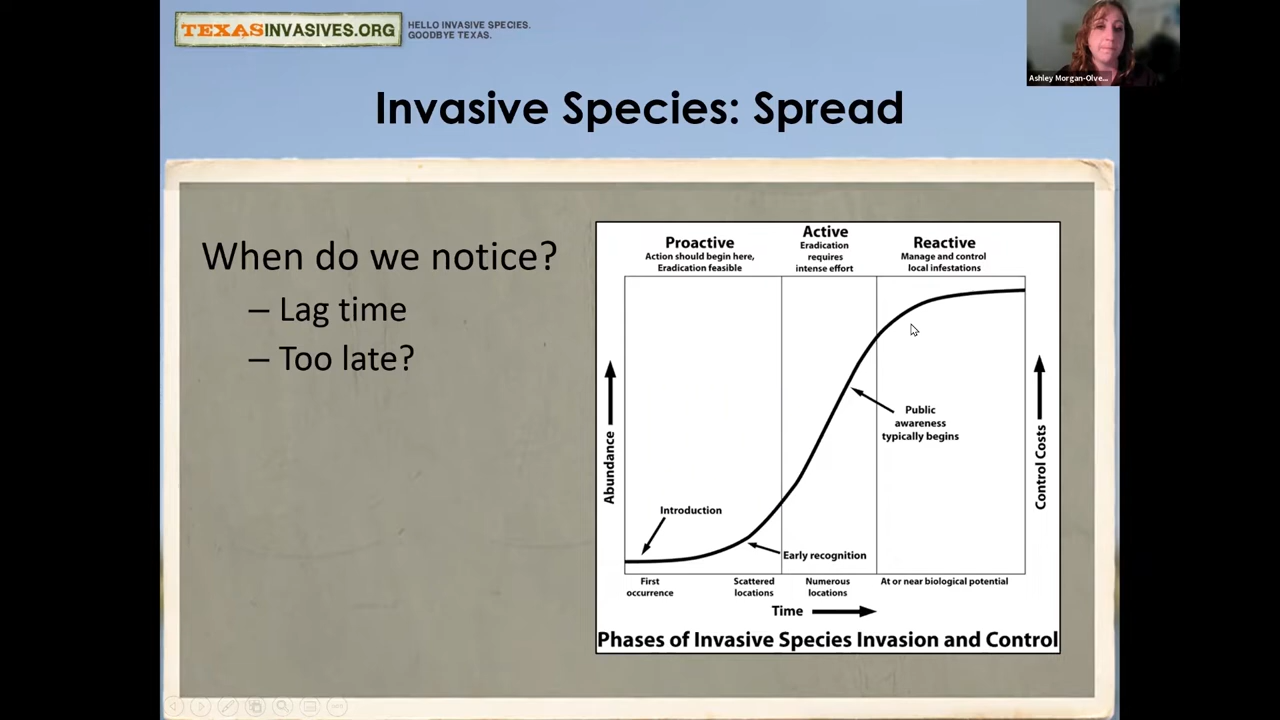 TEXASINVASIVES.ORG
HELLO INVASIVE SPECIES.
GOODBYE TEXAS.
Ashley Morgan-Olve...
Invasive Species: Spread
When do we notice?
– Lag time
– Too late?
Proactive
Action should begin here,
Eradication feasible
Active
Eradication
requires
intense effort
Reactive
Manage and control
local infestations
Abundance
Control Costs
Public
awareness
typically begins
Introduction
Early recognition
First
occurrence
Scattered
locations
Numerous
locations
At or near biological potential
Time
Phases of Invasive Species Invasion and Control